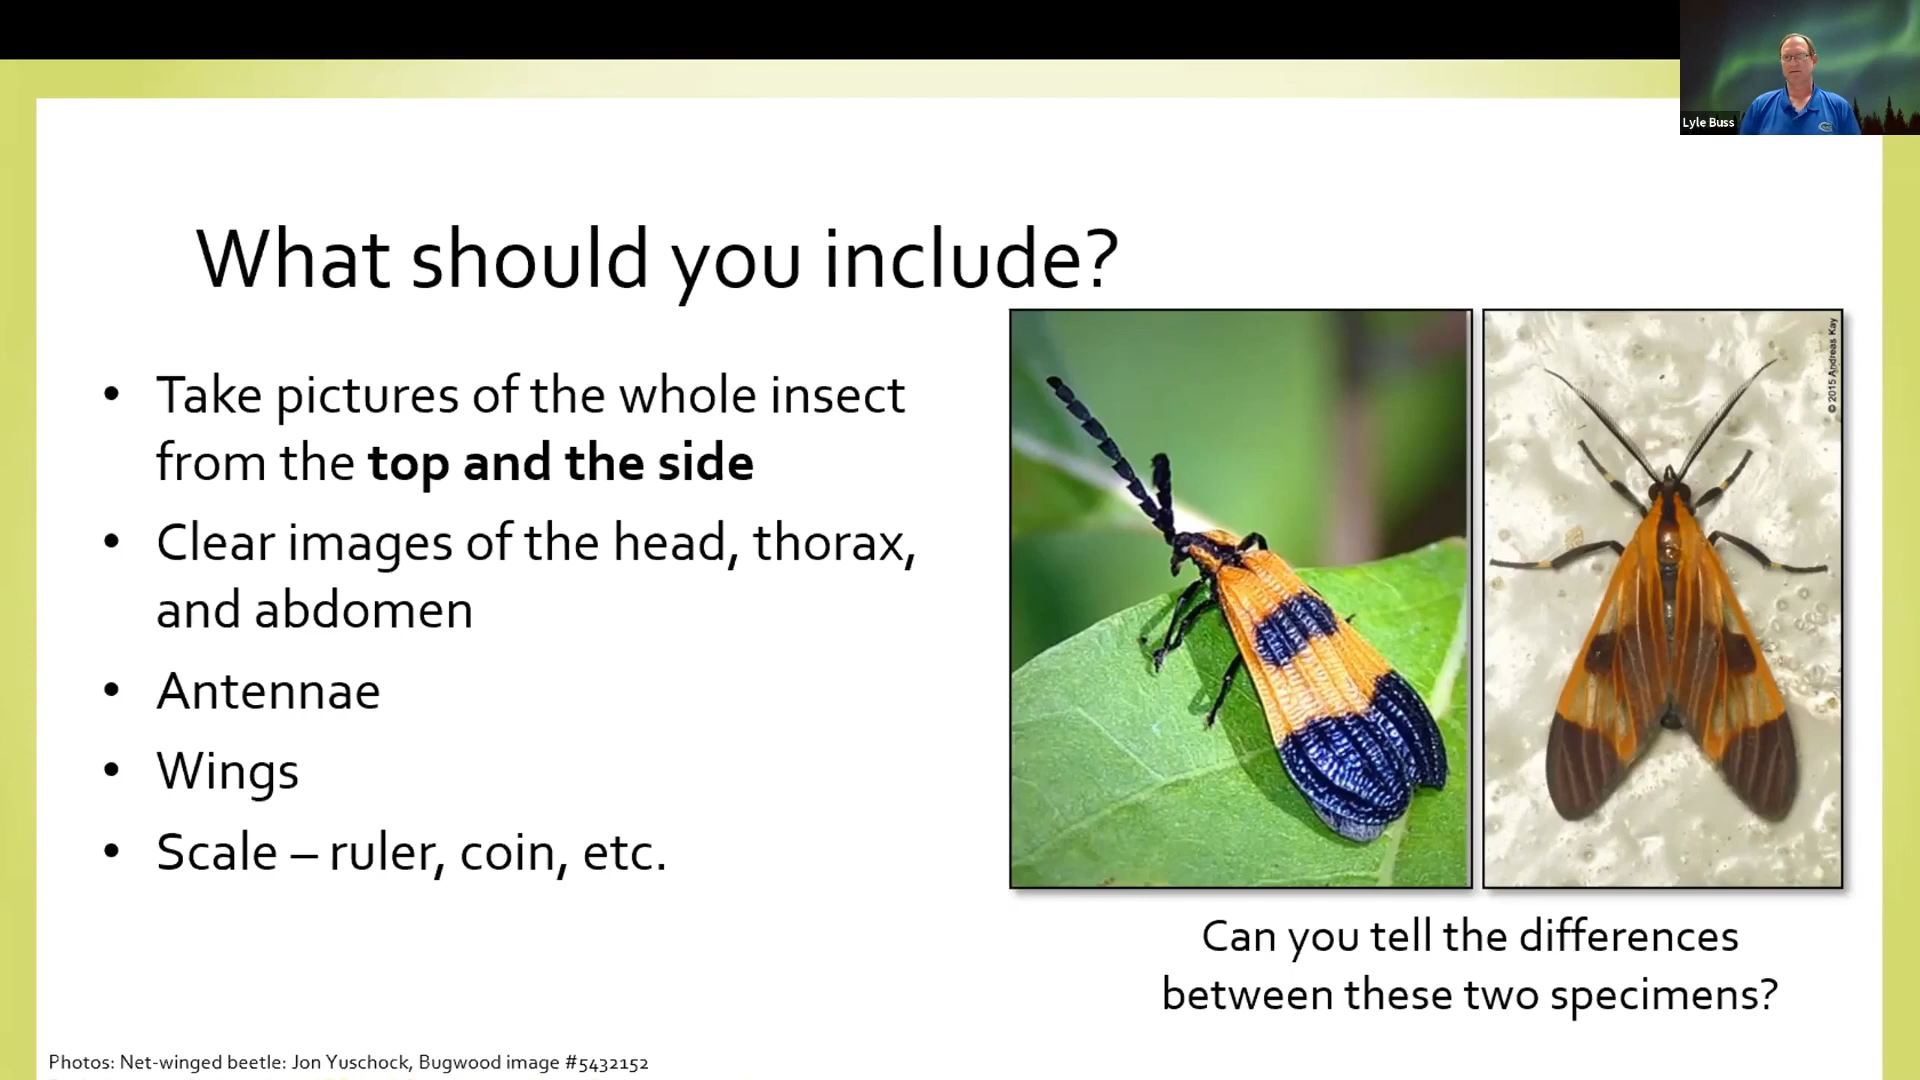 Lyle Buss
What should you include?
• Take pictures of the whole insect
from the top and the side
• Clear images of the head, thorax,
and abdomen
• Antennae
• Wings
• Scale – ruler, coin, etc.
© 2015 Andreas Kay
Can you tell the differences
between these two specimens?
Photos: Net-winged beetle: Jon Yuschock, Bugwood image #5432152